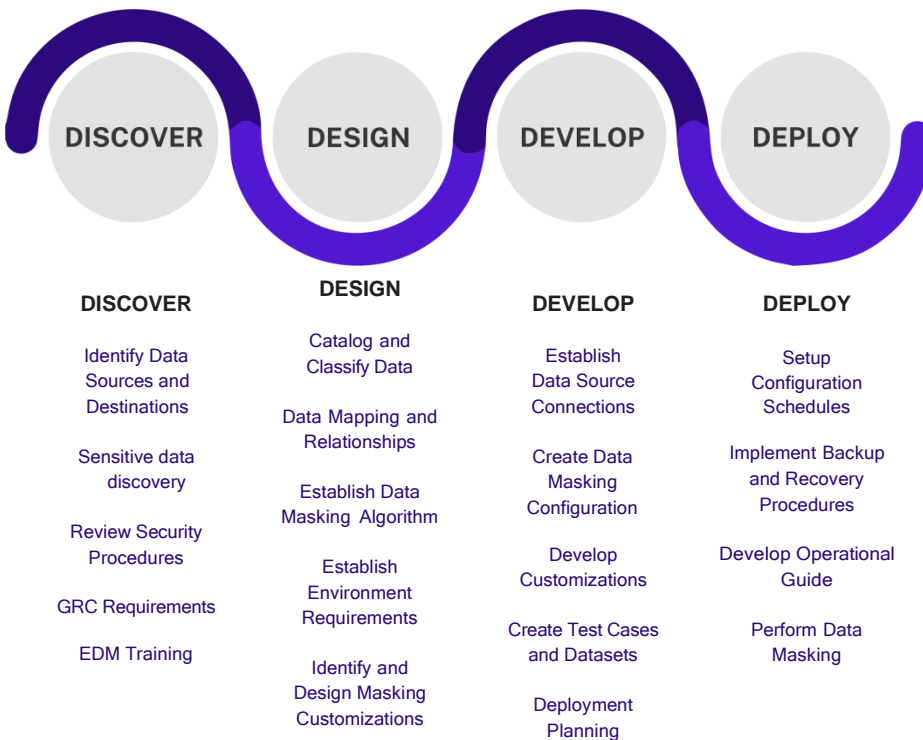 DISCOVER
DESIGN
DEVELOP
DEPLOY
DISCOVER
Identify Data
Sources and
Destinations
Sensitive data
discovery
Review Security
Procedures
GRC Requirements
EDM Training
DESIGN
Catalog and
Classify Data
Data Mapping and
Relationships
Establish Data
Masking Algorithm
Establish
Environment
Requirements
Identify and
Design Masking
Customizations
DEVELOP
Establish
Data Source
Connections
Create Data
Masking
Configuration
Develop
Customizations
Create Test Cases
and Datasets
Deployment
Planning
DEPLOY
Setup
Configuration
Schedules
Implement Backup
and Recovery
Procedures
Develop Operational
Guide
Perform Data
Masking